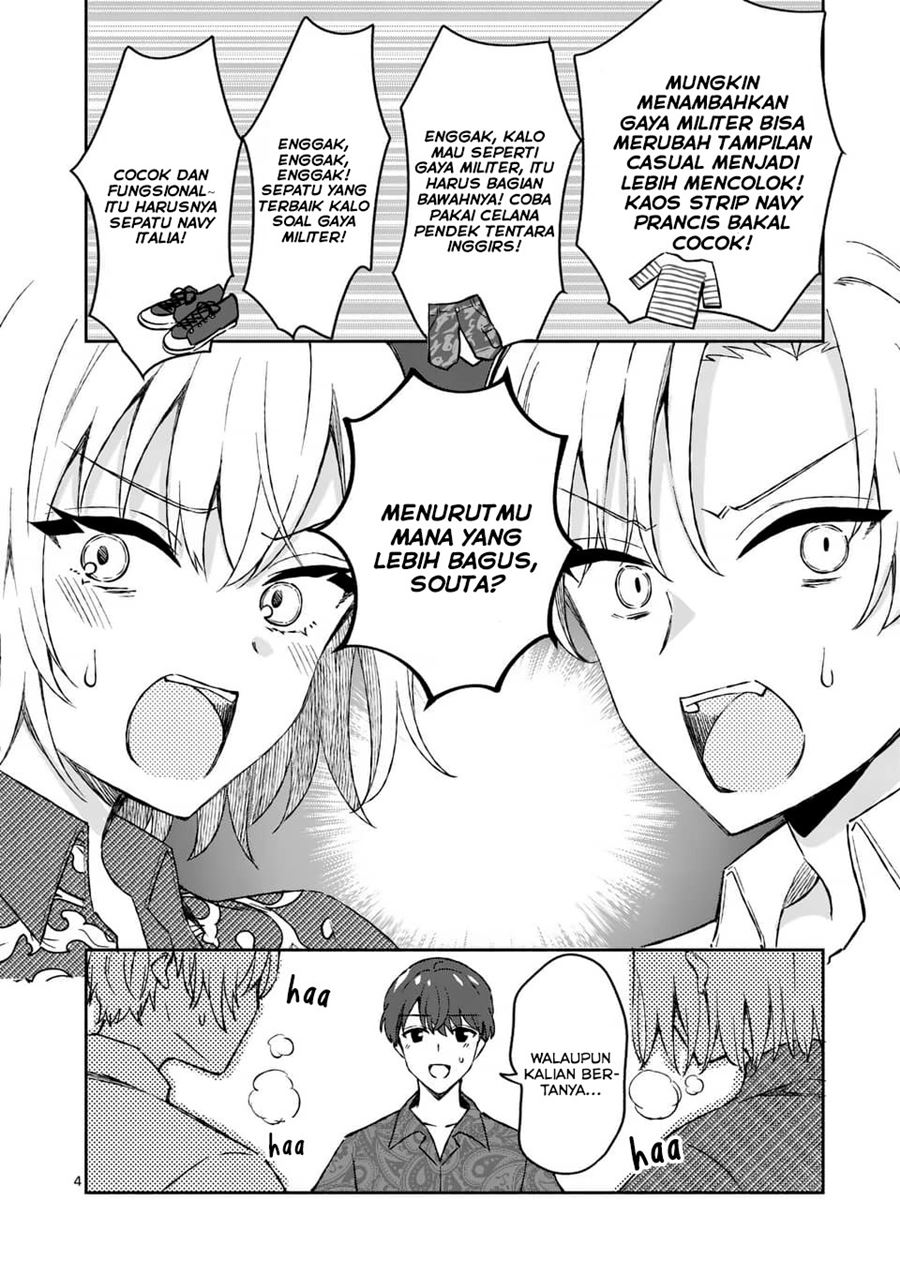 MUNGKIN
MENAMBAHKAN
GAYA MILITER BISA
MERUBAH TAMPILAN
CASUAL MENJADI
LEBIH MENCOLOK!
KAOS STRIP NAVY
PRANCIS BAKAL
COCOK!
ENGGAK, KALO
MAU SEPERTI
GAYA MILITER, ITU
HARUS BAGIAN
BAWAHNYA! COBA
PAKAI CELANA
PENDEK TENTARA
INGGIRS!
ENGGAK,
ENGGAK,
ENGGAK!
SEPATU YANG
TERBAIK KALO
SOAL GAYA
MILITER!
COCOK DAN
FUNGSIONAL~
ITU HARUSNYA
SEPATU NAVY
ITALIA!
MENURUTMU
MANA YANG
LEBIH BAGUS,
SOUTA?
WALAUPUN
KALIAN BER-
TANYA...
haa
haa
haa
4